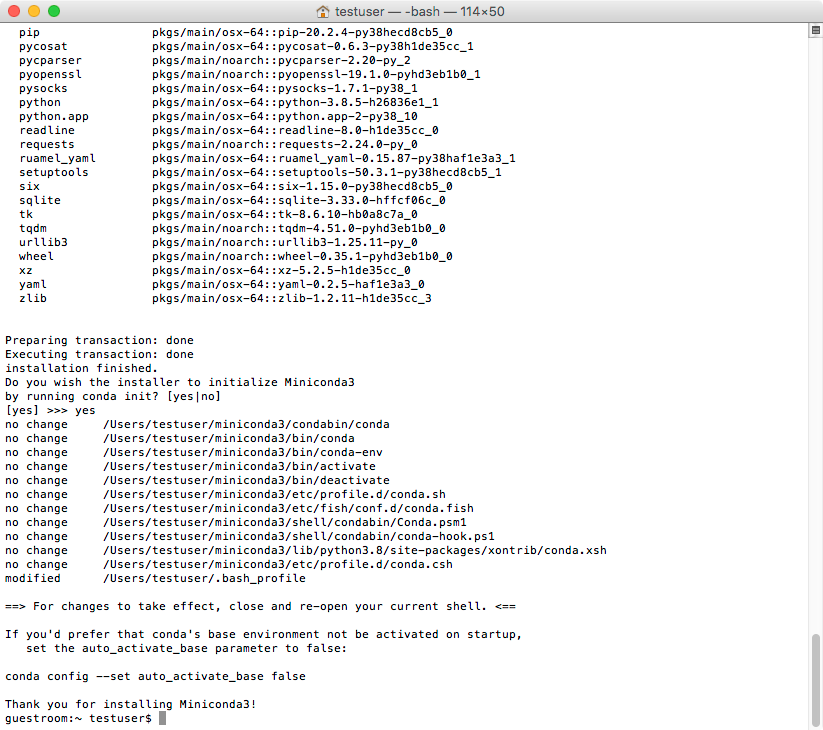 testuser — -bash — 114×50
pip pkgs/main/osx-64::pip-20.2.4-py38hecd8cb5_0
pycosat pkgs/main/osx-64::pycosat-0.6.3-py38h1de35cc_1
pycparser pkgs/main/noarch::pycparser-2.20-py_2
pyopenssl pkgs/main/noarch::pyopenssl-19.1.0-pyhd3eb1b0_1
pysocks pkgs/main/osx-64::pysocks-1.7.1-py38_1
python pkgs/main/osx-64::python-3.8.5-h26836e1_1
python.app pkgs/main/osx-64::python.app-2-py38_10
readline pkgs/main/osx-64::readline-8.0-h1de35cc_0
requests pkgs/main/noarch::requests-2.24.0-py_0
ruamel_yaml pkgs/main/osx-64::ruamel_yaml-0.15.87-py38haf1e3a3_1
setuptools pkgs/main/osx-64::setuptools-50.3.1-py38hecd8cb5_1
six pkgs/main/osx-64::six-1.15.0-py38hecd8cb5_0
sqlite pkgs/main/osx-64::sqlite-3.33.0-hffcf06c_0
tk pkgs/main/osx-64::tk-8.6.10-hb0a8c7a_0
tqdm pkgs/main/noarch::tqdm-4.51.0-pyhd3eb1b0_0
urllib3 pkgs/main/noarch::urllib3-1.25.11-py_0
wheel pkgs/main/noarch::wheel-0.35.1-pyhd3eb1b0_0
xz pkgs/main/osx-64::xz-5.2.5-h1de35cc_0
yaml pkgs/main/osx-64::yaml-0.2.5-haf1e3a3_0
zlib pkgs/main/osx-64::zlib-1.2.11-h1de35cc_3
Preparing transaction: done
Executing transaction: done
installation finished.
Do you wish the installer to initialize Miniconda3
by running conda init? [yes|no]
[yes] >>> yes
no change /Users/testuser/miniconda3/condabin/conda
no change /Users/testuser/miniconda3/bin/conda
no change /Users/testuser/miniconda3/bin/conda-env
no change /Users/testuser/miniconda3/bin/activate
no change /Users/testuser/miniconda3/bin/deactivate
no change /Users/testuser/miniconda3/etc/profile.d/conda.sh
no change /Users/testuser/miniconda3/etc/fish/conf.d/conda.fish
no change /Users/testuser/miniconda3/shell/condabin/Conda.psm1
no change /Users/testuser/miniconda3/shell/condabin/conda-hook.ps1
no change /Users/testuser/miniconda3/lib/python3.8/site-packages/xontrib/conda.xsh
no change /Users/testuser/miniconda3/etc/profile.d/conda.csh
modified /Users/testuser/.bash_profile
==> For changes to take effect, close and re-open your current shell. <==
If you'd prefer that conda's base environment not be activated on startup,
set the auto_activate_base parameter to false:
conda config --set auto_activate_base false
Thank you for installing Miniconda3!
guestroom:~ testuser$